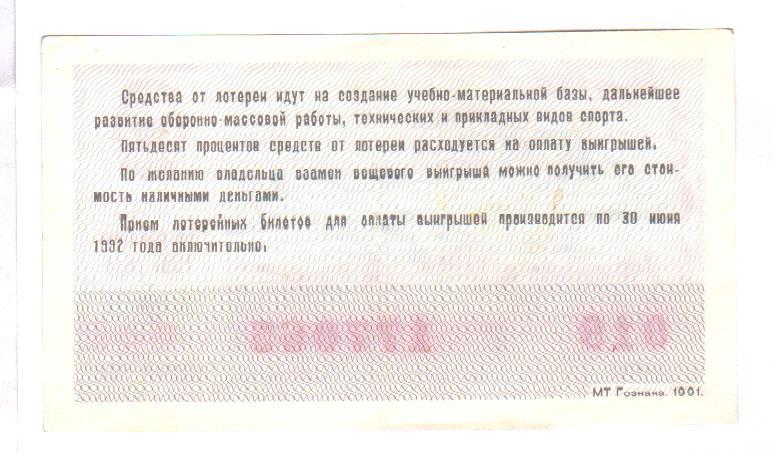 Средства от лотереи идут на создание учебно-материальной базы, дальнейшее
развитие оборонно-массовой работы, технических и прикладных видов спорта.
Пятьдесят процентов средств от лотереи расходуется на оплату выигрышей.
По желанию владельца взамен вещевого выигрыша можно получить его стои-
мость наличными деньгами.
Прием лотерейных билетов для оплаты выигрышей производится по 30 июня
1992 года включительно.
МТ Гознака. 1991.